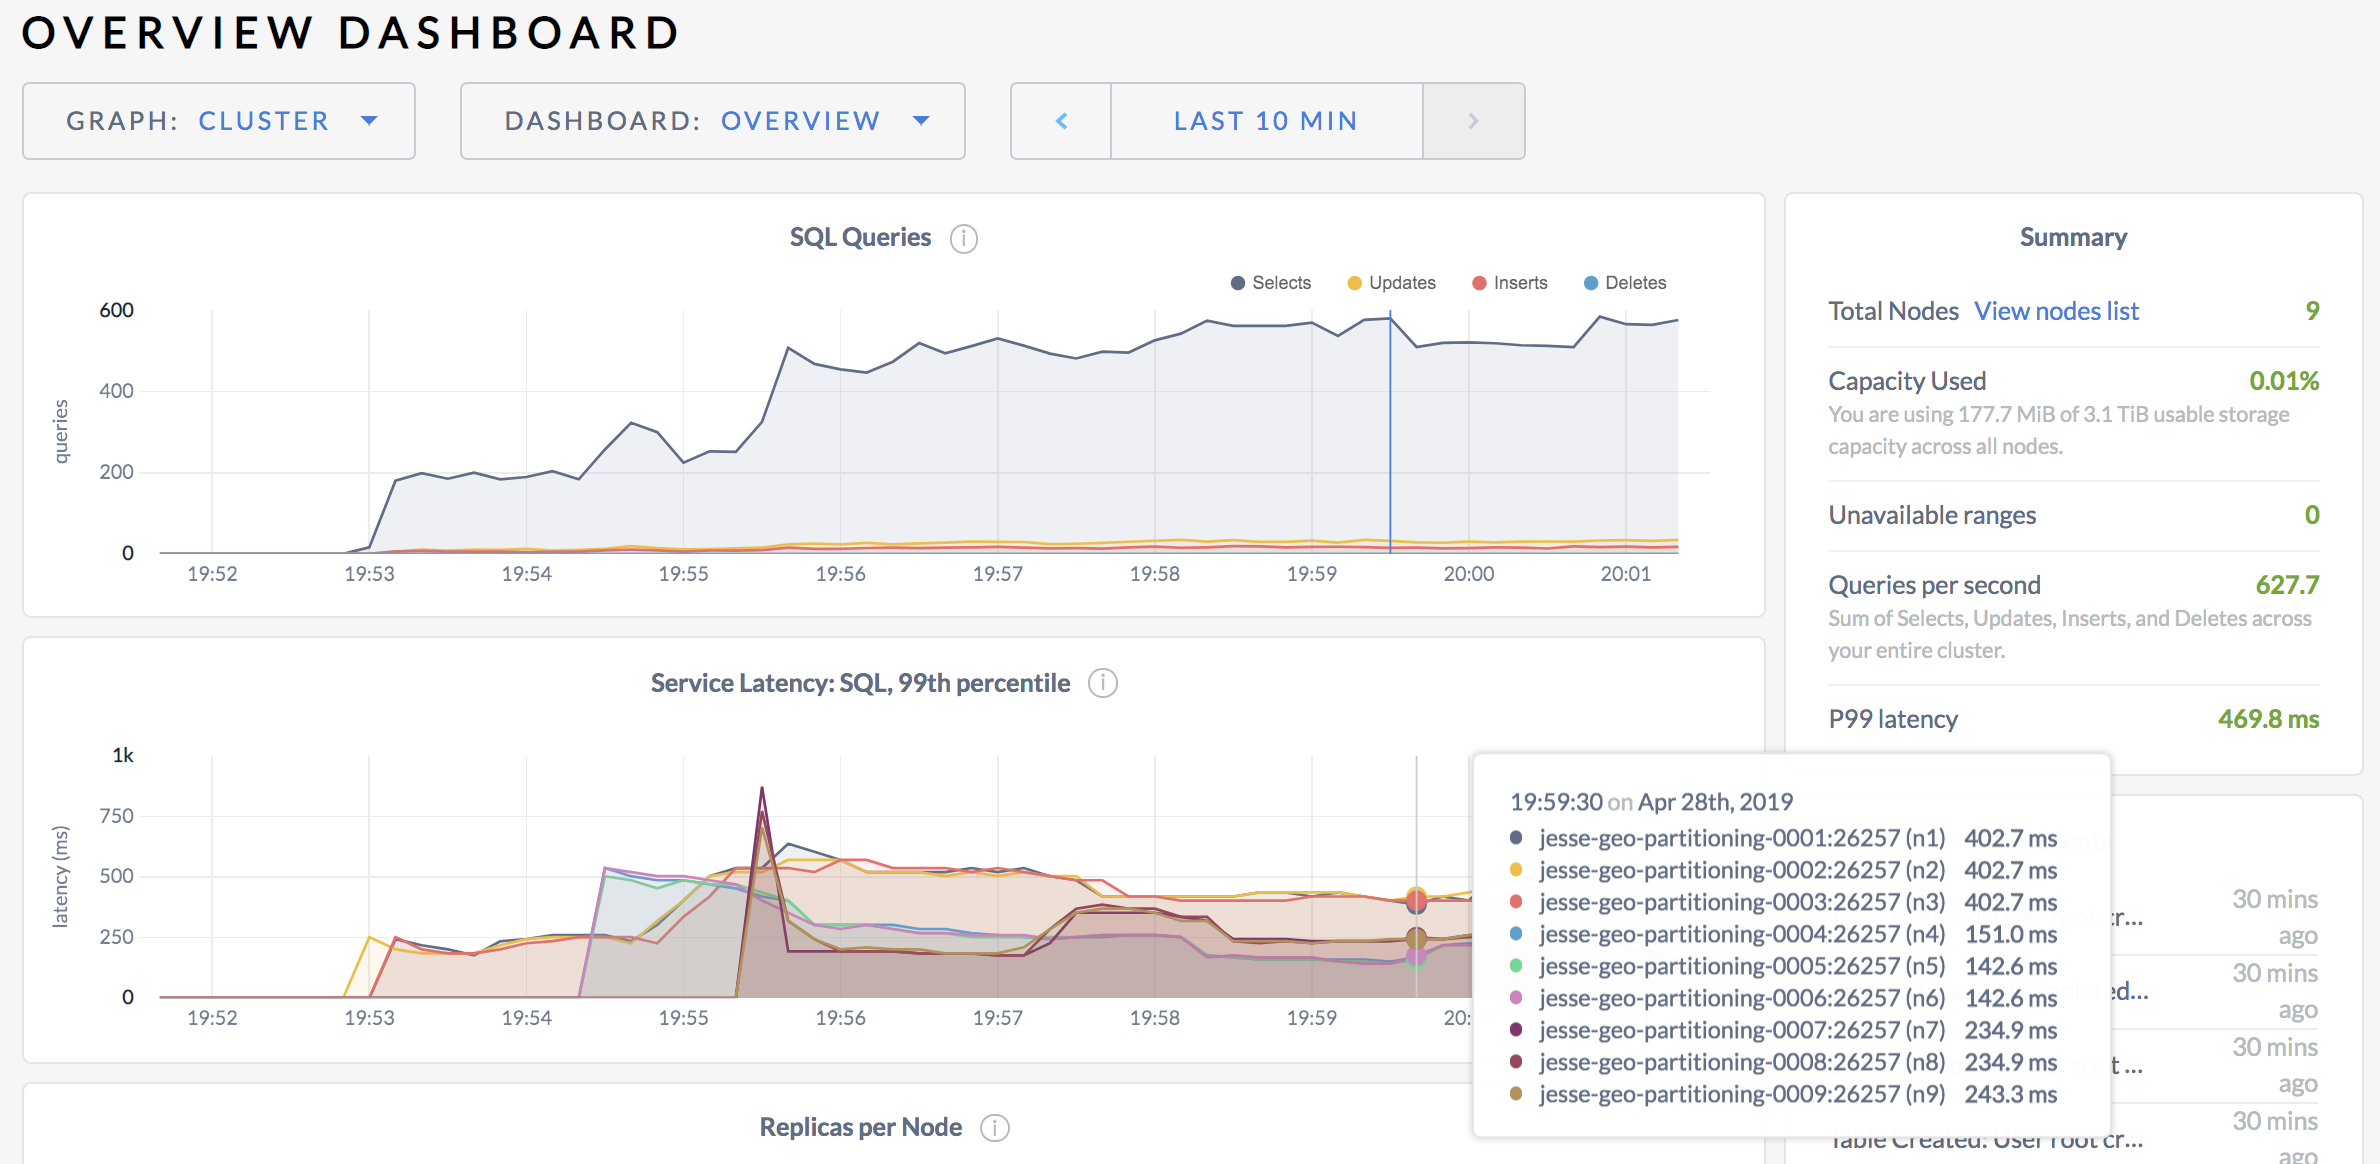 OVERVIEW DASHBOARD
GRAPH: CLUSTER
DASHBOARD: OVERVIEW
LAST 10 MIN
SQL Queries
Selects Updates Inserts Deletes
600
400
200
0
queries
19:52 19:53 19:54 19:55 19:56 19:57 19:58 19:59 20:00 20:01
Service Latency: SQL, 99th percentile
1k
750
500
250
0
latency (ms)
19:52 19:53 19:54 19:55 19:56 19:57 19:58 19:59
Replicas per Node
Summary
Total Nodes View nodes list 9
Capacity Used 0.01%
You are using 177.7 MiB of 3.1 TiB usable storage
capacity across all nodes.
Unavailable ranges 0
Queries per second 627.7
Sum of Selects, Updates, Inserts, and Deletes across
your entire cluster.
P99 latency 469.8 ms
19:59:30 on Apr 28th, 2019
jesse-geo-partitioning-0001:26257 (n1) 402.7 ms
jesse-geo-partitioning-0002:26257 (n2) 402.7 ms
jesse-geo-partitioning-0003:26257 (n3) 402.7 ms
jesse-geo-partitioning-0004:26257 (n4) 151.0 ms
jesse-geo-partitioning-0005:26257 (n5) 142.6 ms
jesse-geo-partitioning-0006:26257 (n6) 142.6 ms
jesse-geo-partitioning-0007:26257 (n7) 234.9 ms
jesse-geo-partitioning-0008:26257 (n8) 234.9 ms
jesse-geo-partitioning-0009:26257 (n9) 243.3 ms
30 mins
cr...
ago
30 mins
ed...
ago
30 mins
t ...
ago
30 mins
Table Created: User root cr...
ago